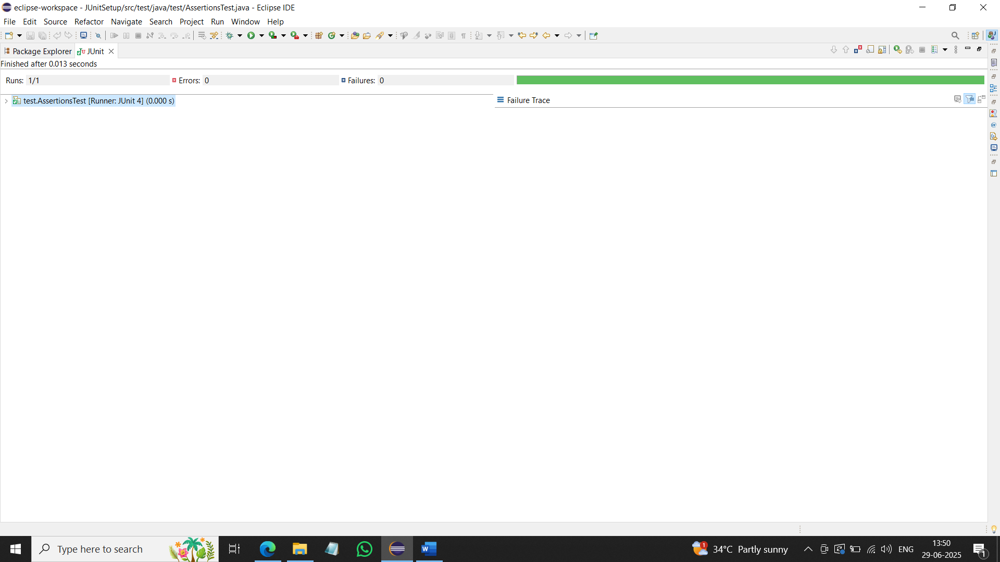 eclipse-workspace - JUnitSetup/src/test/java/test/AssertionsTest.java - Eclipse IDE
File Edit Source Refactor Navigate Search Project Run Window Help
Package Explorer JUnit
Finished after 0.013 seconds
Runs: 1/1 Errors: 0 Failures: 0
test.AssertionsTest [Runner: JUnit 4] (0.000 s)
Failure Trace
Type here to search
1
34°C Partly sunny
ENG
13:50
29-06-2025
1